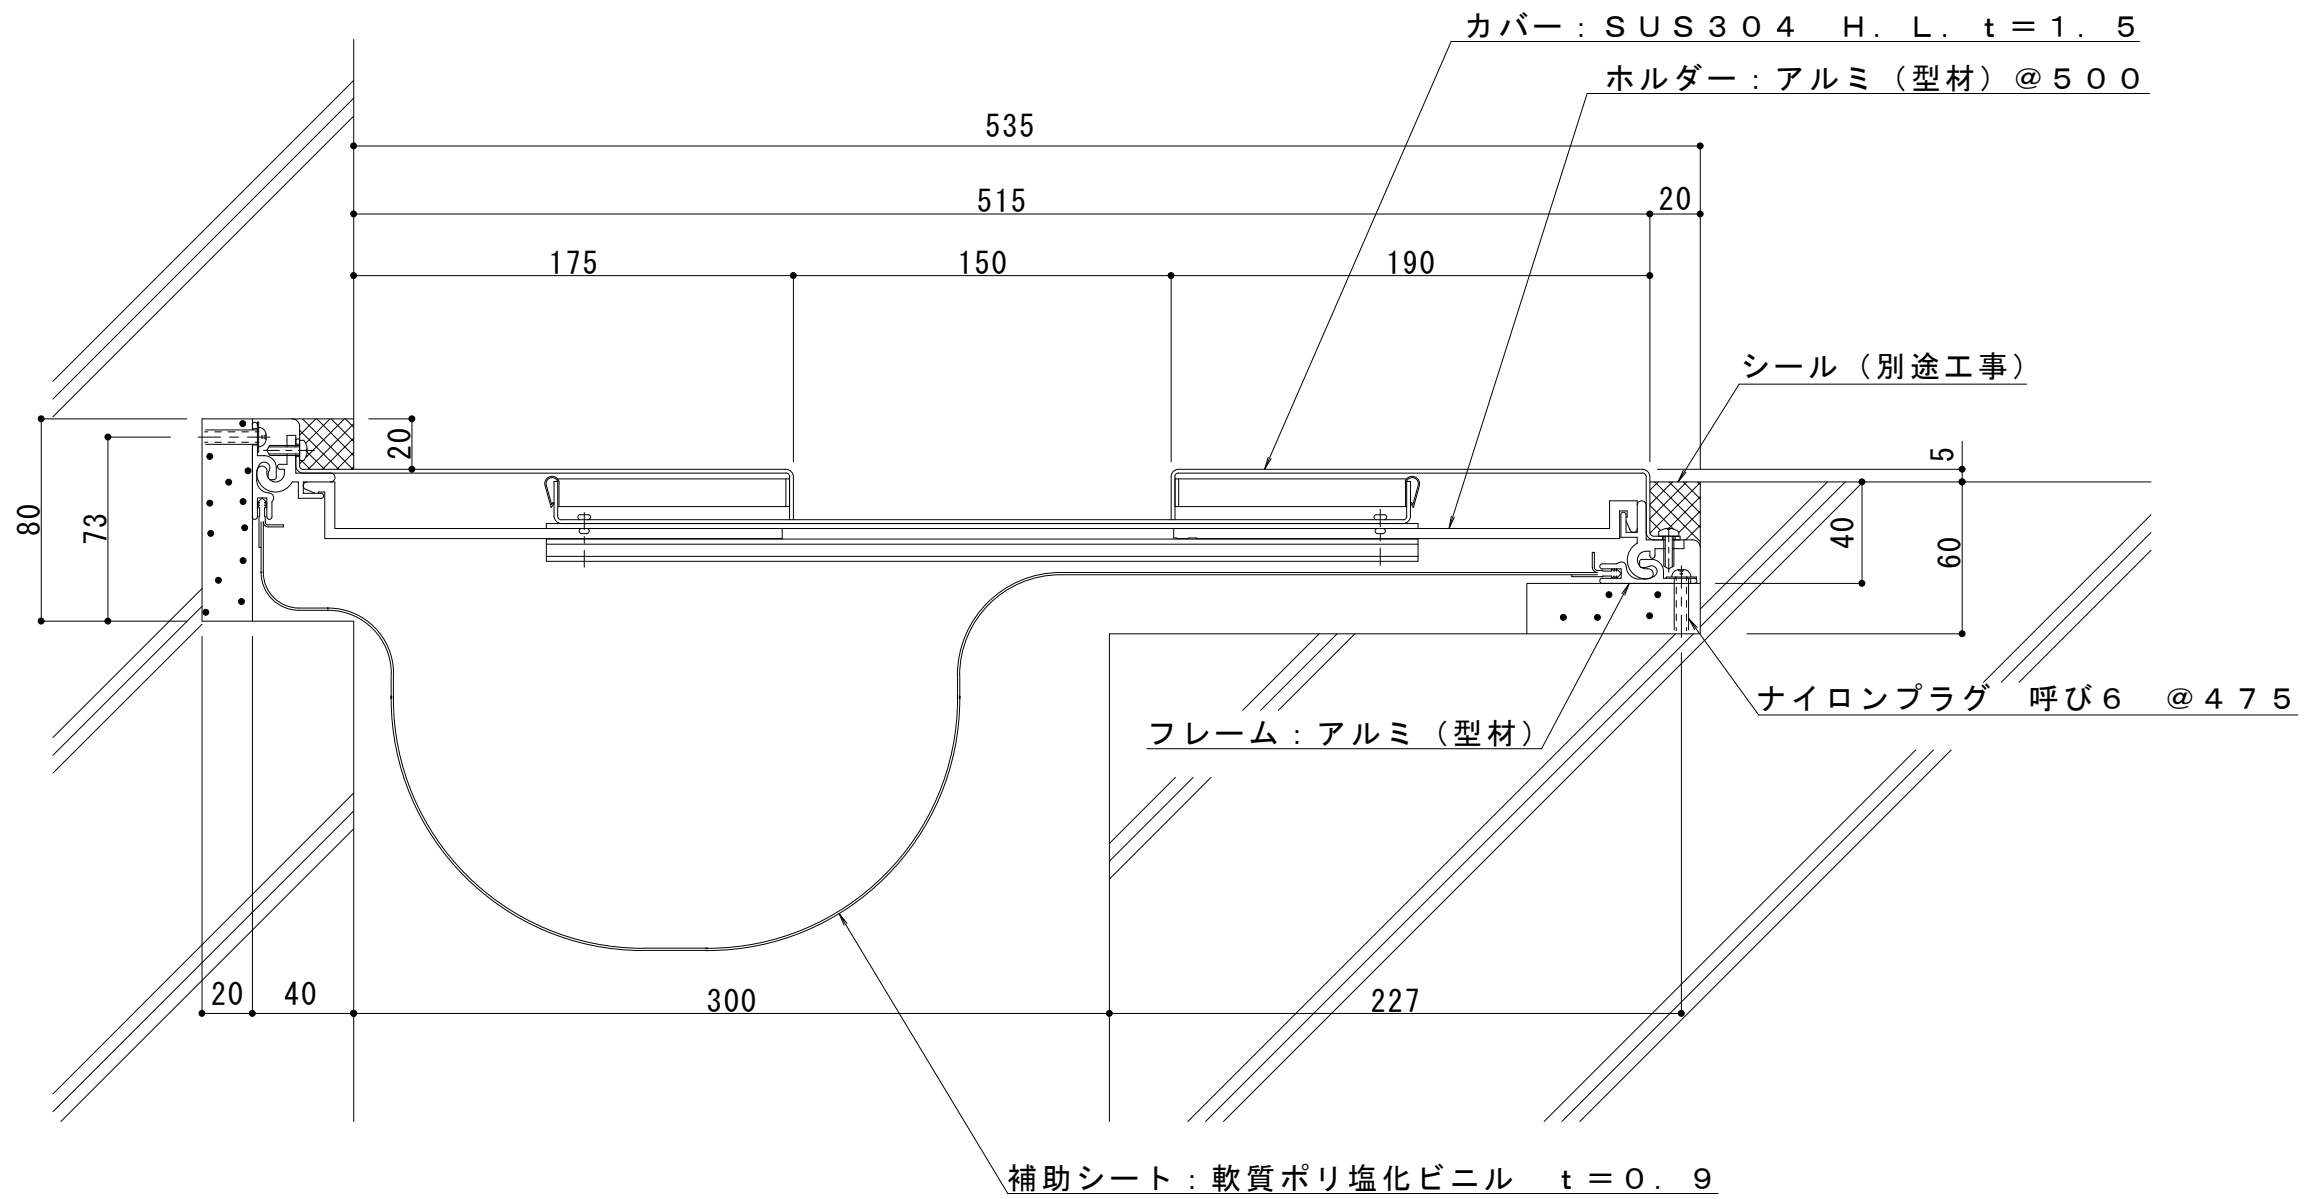 カバー：ＳＵＳ３０４　Ｈ．Ｌ．ｔ＝１．５
ホルダー：アルミ（型材）＠５００
535
515
20
175
150
190
シール（別途工事）
20
5
80
73
40
60
ナイロンプラグ　呼び６　＠４７５
フレーム：アルミ（型材）
20
40
300
227
補助シート：軟質ポリ塩化ビニル　ｔ＝０．９